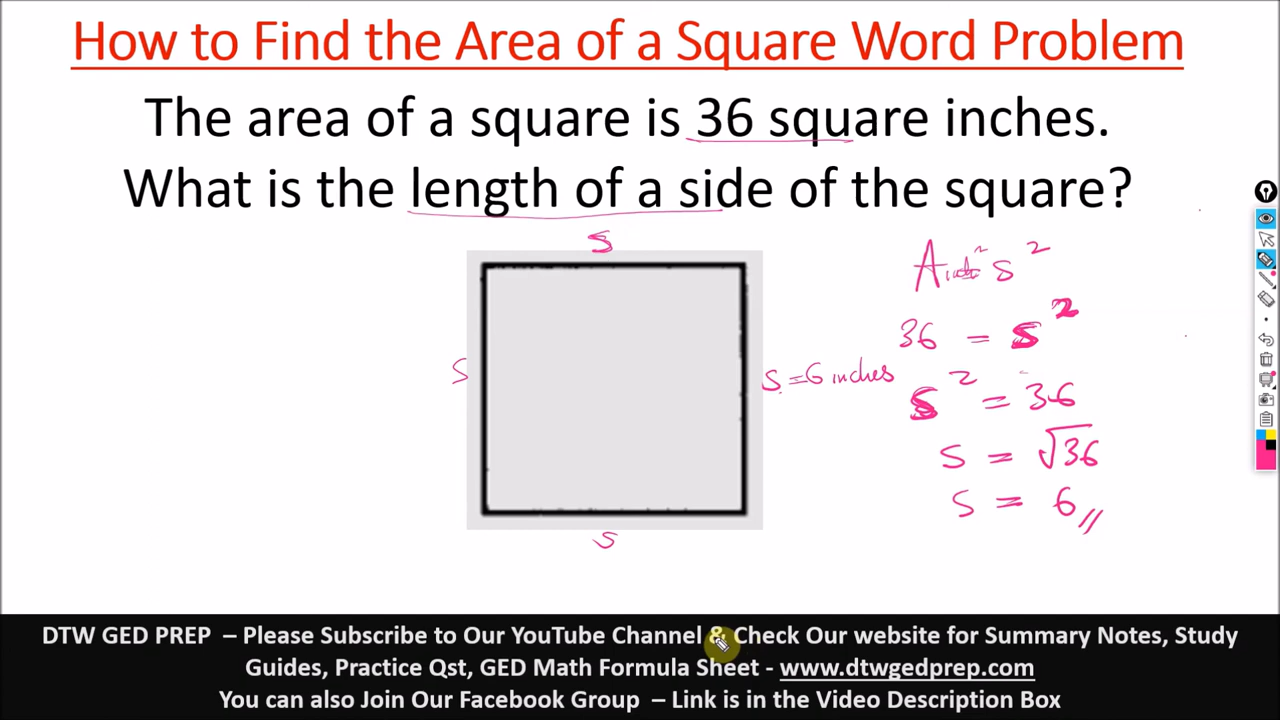 How to Find the Area of a Square Word Problem
The area of a square is 36 square inches.
What is the length of a side of the square?
s
s
s = 6 inches
s
A inch² = s²
36 = s²
s² = 36
s = √36
s = 6 //
DTW GED PREP – Please Subscribe to Our YouTube Channel & Check Our website for Summary Notes, Study
Guides, Practice Qst, GED Math Formula Sheet - www.dtwgedprep.com
You can also Join Our Facebook Group – Link is in the Video Description Box